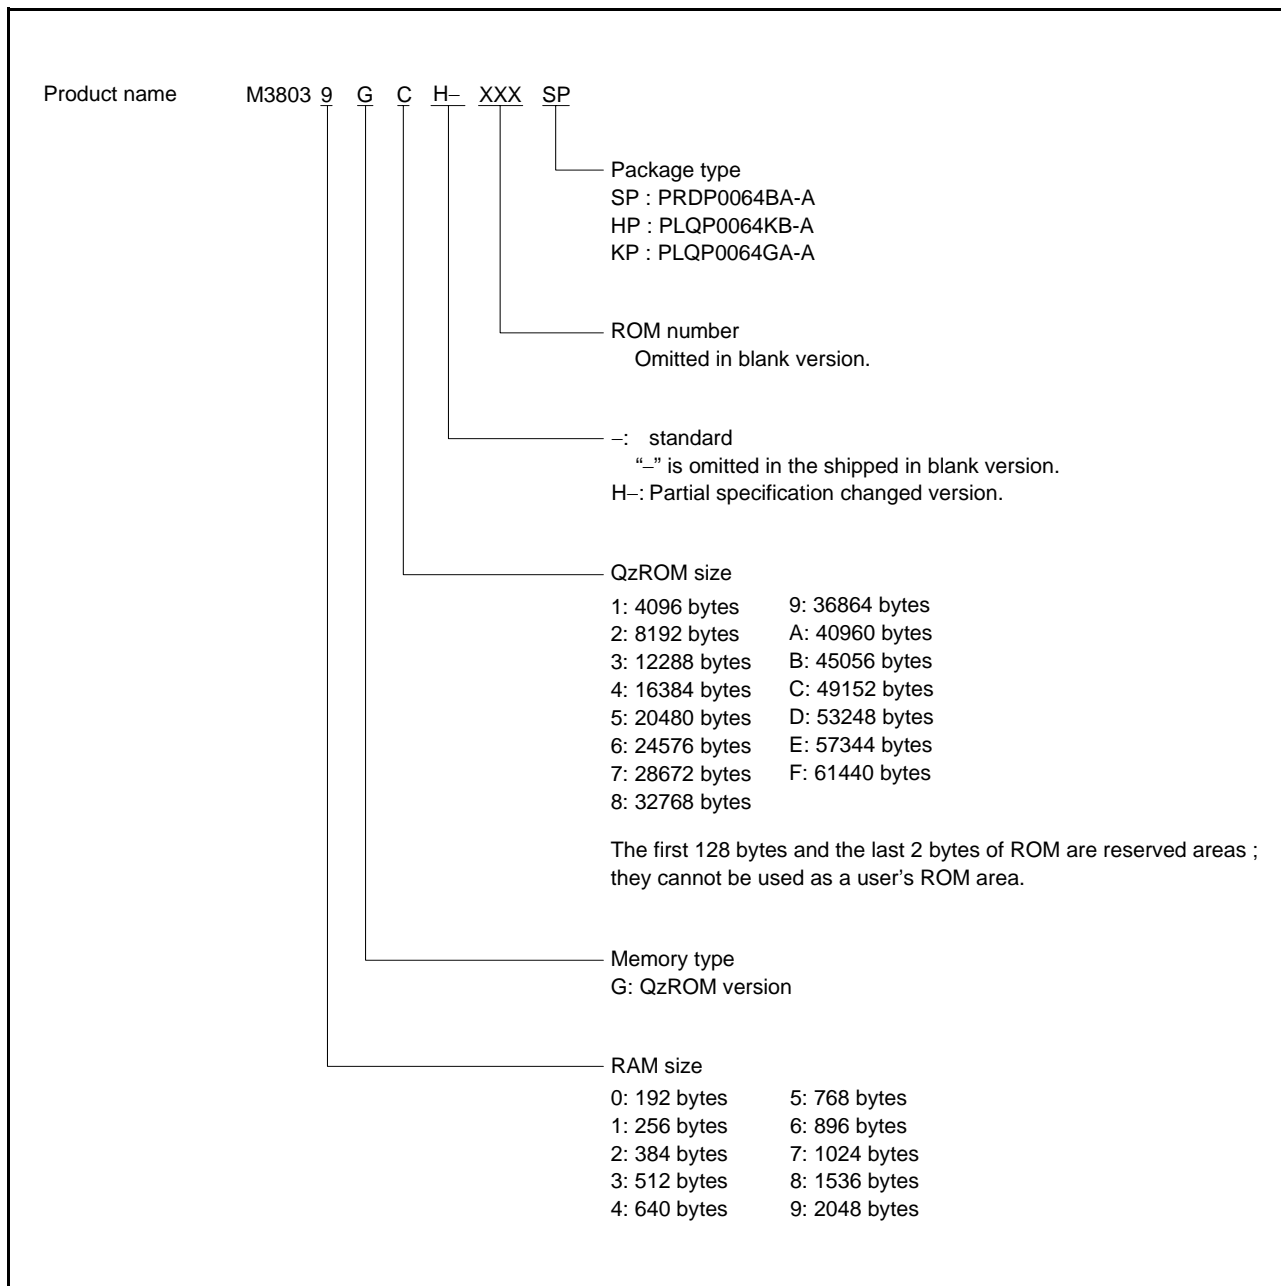 Product name M3803 9 G C H– XXX SP
Package type
SP : PRDP0064BA-A
HP : PLQP0064KB-A
KP : PLQP0064GA-A
ROM number
Omitted in blank version.
–: standard
“–” is omitted in the shipped in blank version.
H–: Partial specification changed version.
QzROM size
1: 4096 bytes 9: 36864 bytes
2: 8192 bytes A: 40960 bytes
3: 12288 bytes B: 45056 bytes
4: 16384 bytes C: 49152 bytes
5: 20480 bytes D: 53248 bytes
6: 24576 bytes E: 57344 bytes
7: 28672 bytes F: 61440 bytes
8: 32768 bytes
The first 128 bytes and the last 2 bytes of ROM are reserved areas ;
they cannot be used as a user’s ROM area.
Memory type
G: QzROM version
RAM size
0: 192 bytes 5: 768 bytes
1: 256 bytes 6: 896 bytes
2: 384 bytes 7: 1024 bytes
3: 512 bytes 8: 1536 bytes
4: 640 bytes 9: 2048 bytes